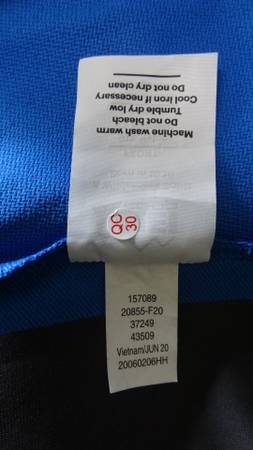 Machine wash warm
Do not bleach
Tumble dry low
Cool Iron if necessary
Do not dry clean
QC
30
157089
20855-F20
37249
43509
Vietnam/JUN 20
20060206HH